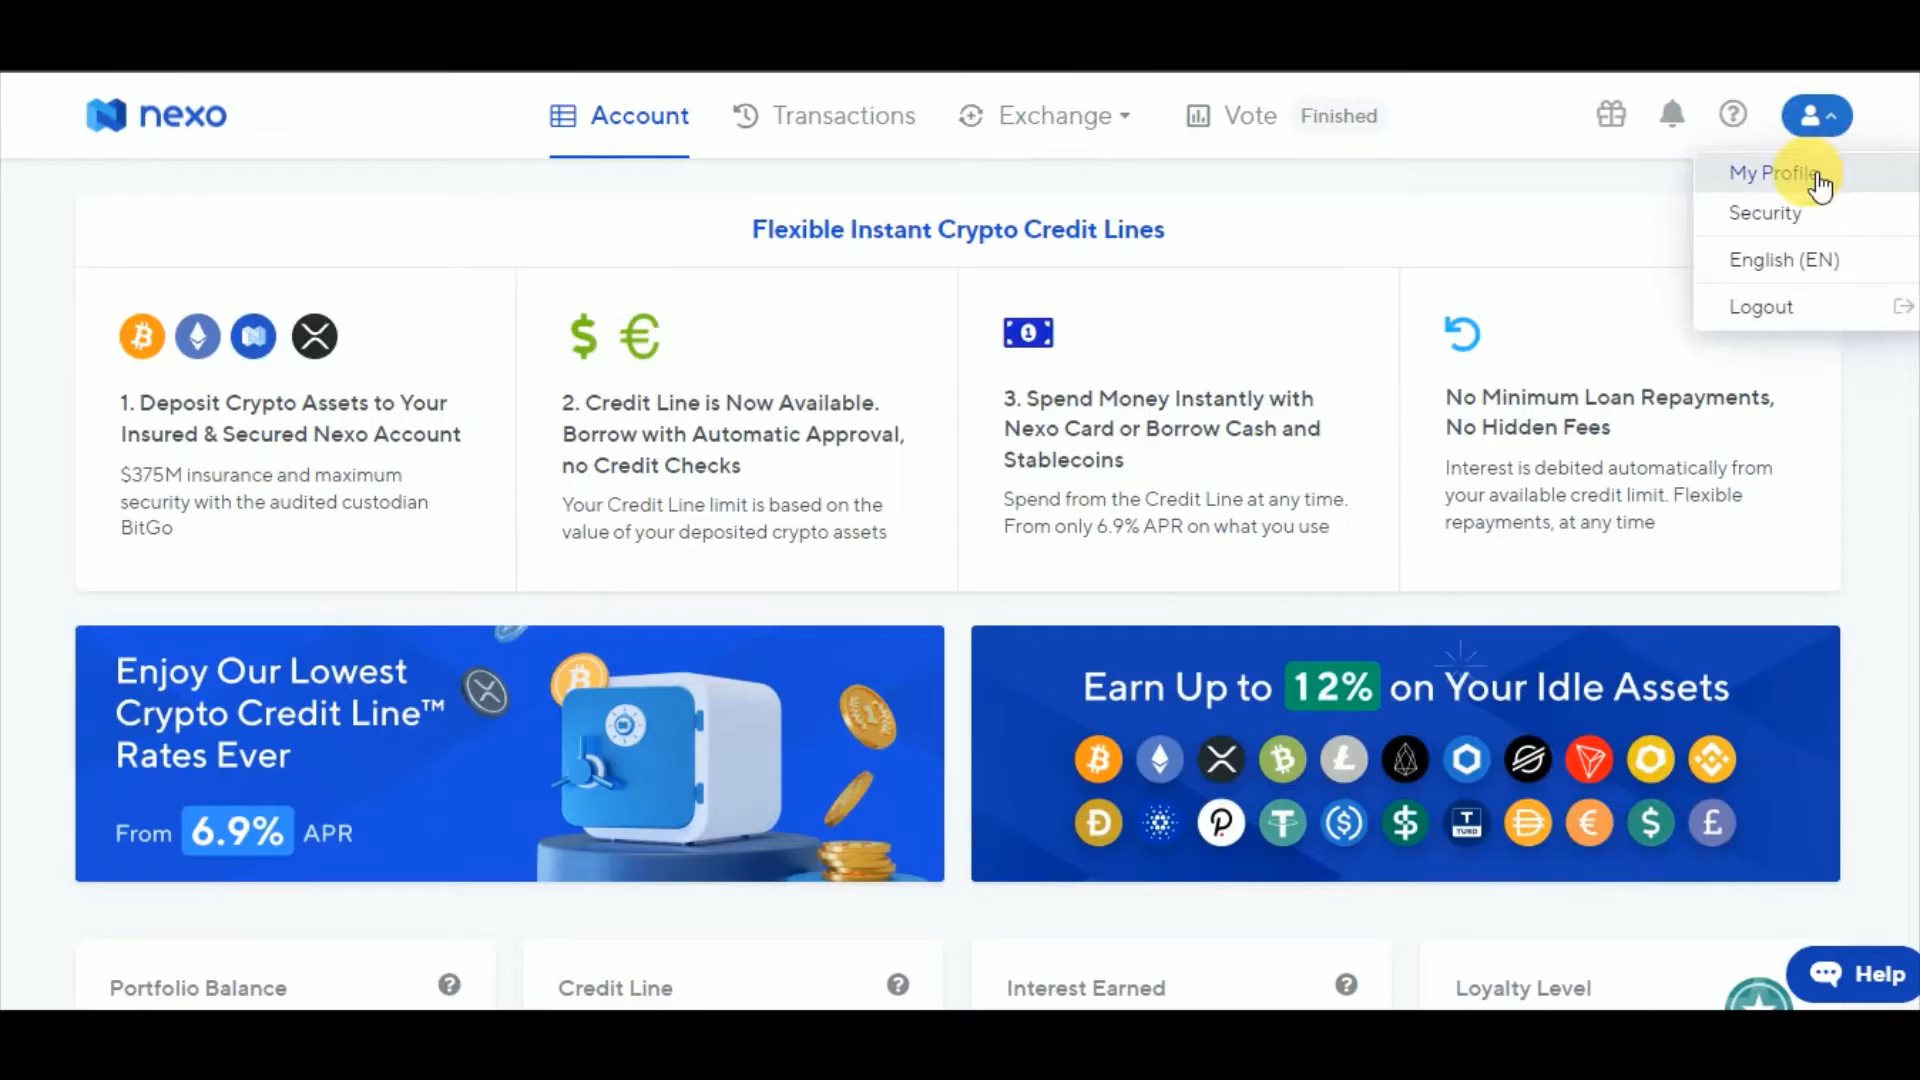 nexo
Account
Transactions
Exchange
Vote
Finished
My Profile
Security
English (EN)
Logout
Flexible Instant Crypto Credit Lines
1. Deposit Crypto Assets to Your
Insured & Secured Nexo Account
$375M insurance and maximum
security with the audited custodian
BitGo
2. Credit Line is Now Available.
Borrow with Automatic Approval,
no Credit Checks
Your Credit Line limit is based on the
value of your deposited crypto assets
3. Spend Money Instantly with
Nexo Card or Borrow Cash and
Stablecoins
Spend from the Credit Line at any time.
From only 6.9% APR on what you use
No Minimum Loan Repayments,
No Hidden Fees
Interest is debited automatically from
your available credit limit. Flexible
repayments, at any time
Enjoy Our Lowest
Crypto Credit Line™
Rates Ever
From 6.9% APR
Earn Up to 12% on Your Idle Assets
Portfolio Balance
Credit Line
Interest Earned
Loyalty Level
Help